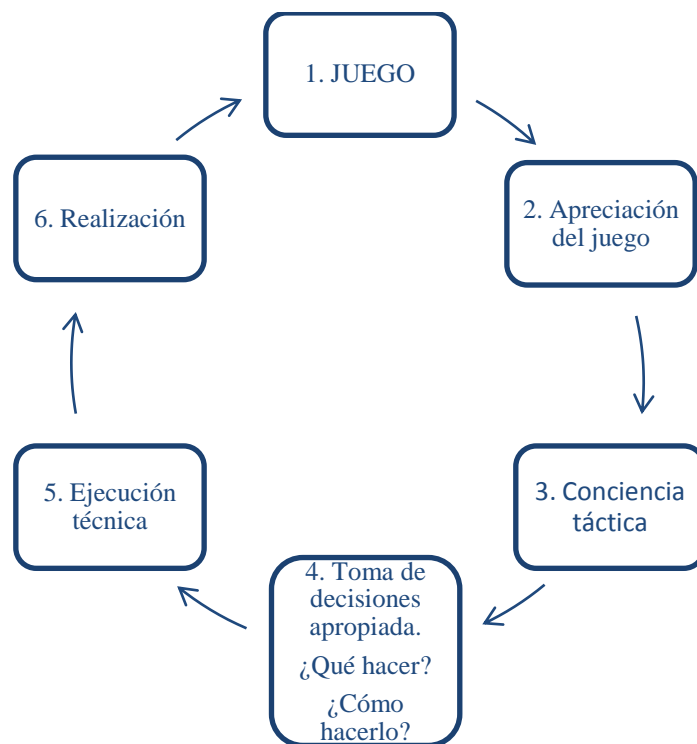 1. JUEGO
2. Apreciación
del juego
3. Conciencia
táctica
4. Toma de
decisiones
apropiada.
¿Qué hacer?
¿Cómo
hacerlo?
5. Ejecución
técnica
6. Realización